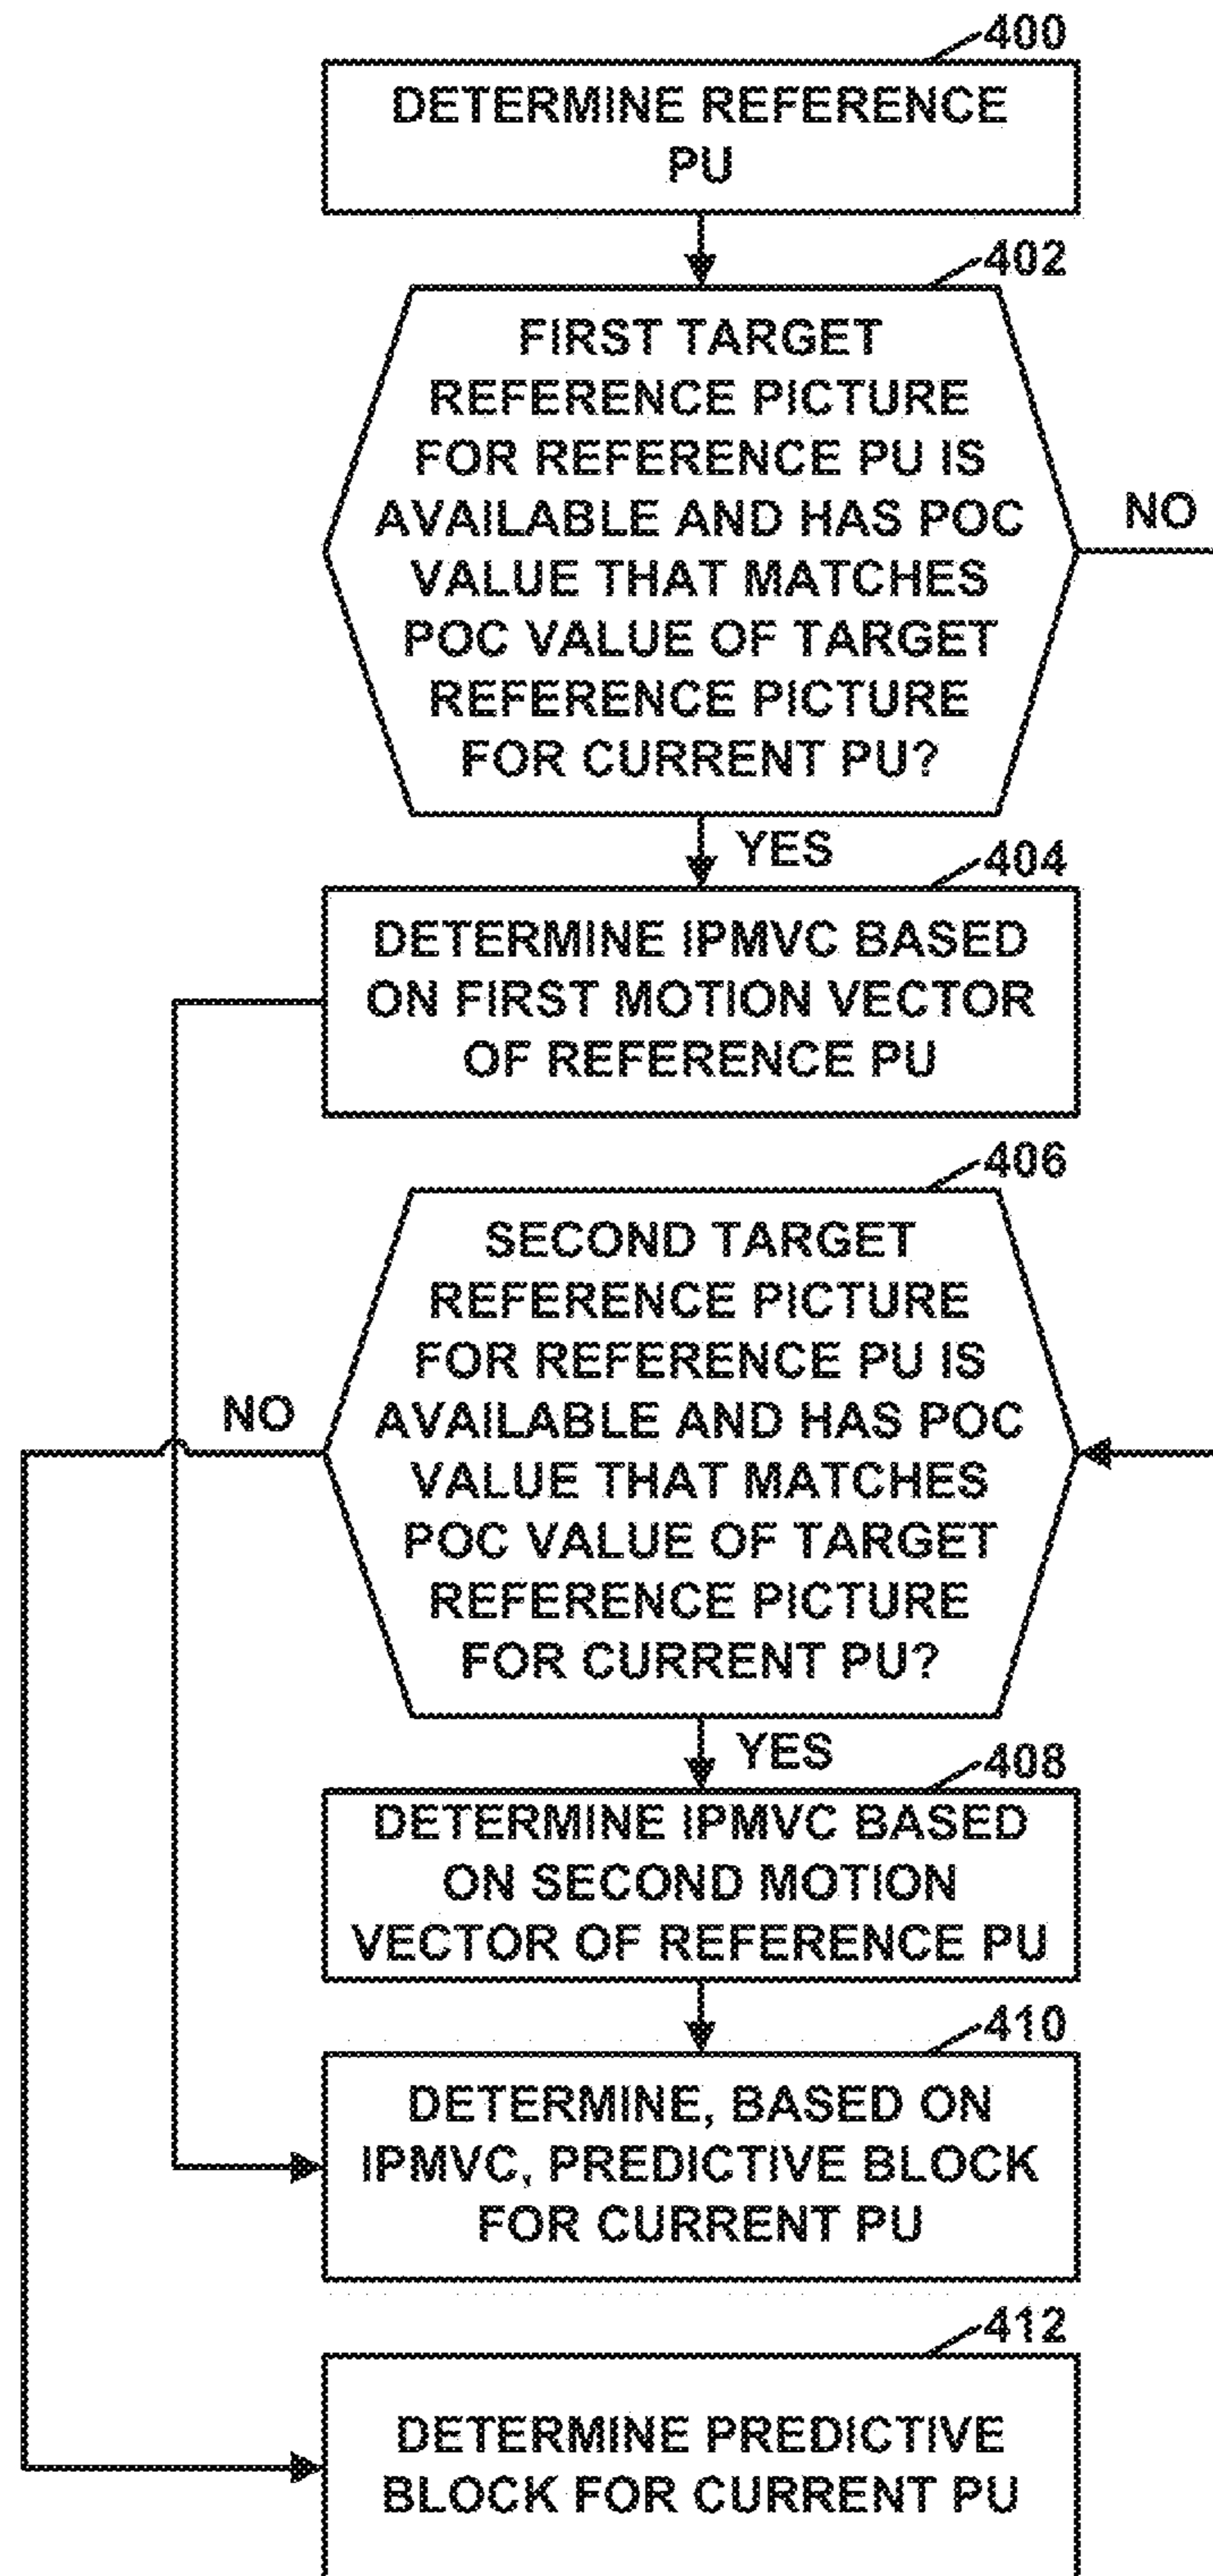 400
DETERMINE REFERENCE
PU
402
FIRST TARGET
REFERENCE PICTURE
FOR REFERENCE PU IS
AVAILABLE AND HAS POC
VALUE THAT MATCHES
POC VALUE OF TARGET
REFERENCE PICTURE
FOR CURRENT PU?
NO
YES
404
DETERMINE IPMVC BASED
ON FIRST MOTION VECTOR
OF REFERENCE PU
406
SECOND TARGET
REFERENCE PICTURE
FOR REFERENCE PU IS
AVAILABLE AND HAS POC
VALUE THAT MATCHES
POC VALUE OF TARGET
REFERENCE PICTURE
FOR CURRENT PU?
NO
YES
408
DETERMINE IPMVC BASED
ON SECOND MOTION
VECTOR OF REFERENCE PU
410
DETERMINE, BASED ON
IPMVC, PREDICTIVE BLOCK
FOR CURRENT PU
412
DETERMINE PREDICTIVE
BLOCK FOR CURRENT PU